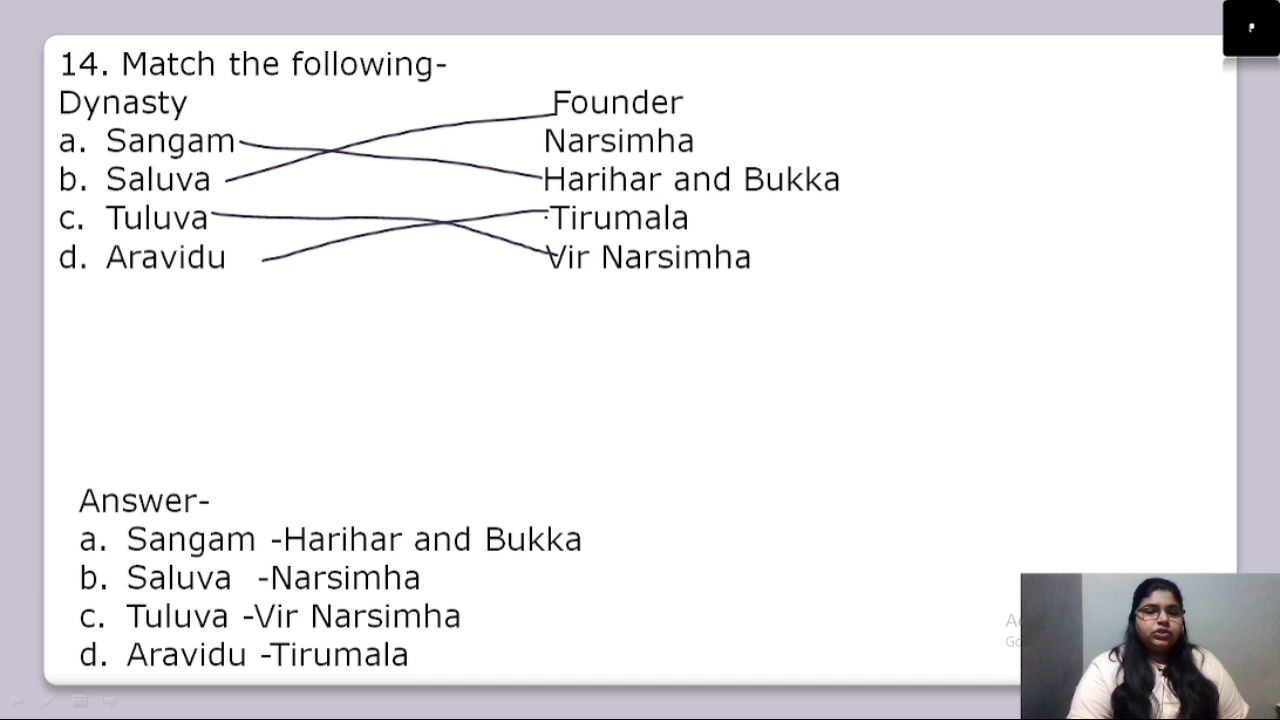 14. Match the following-
Dynasty Founder
a. Sangam Narsimha
b. Saluva Harihar and Bukka
c. Tuluva Tirumala
d. Aravidu Vir Narsimha
Answer-
a. Sangam -Harihar and Bukka
b. Saluva -Narsimha
c. Tuluva -Vir Narsimha
d. Aravidu -Tirumala